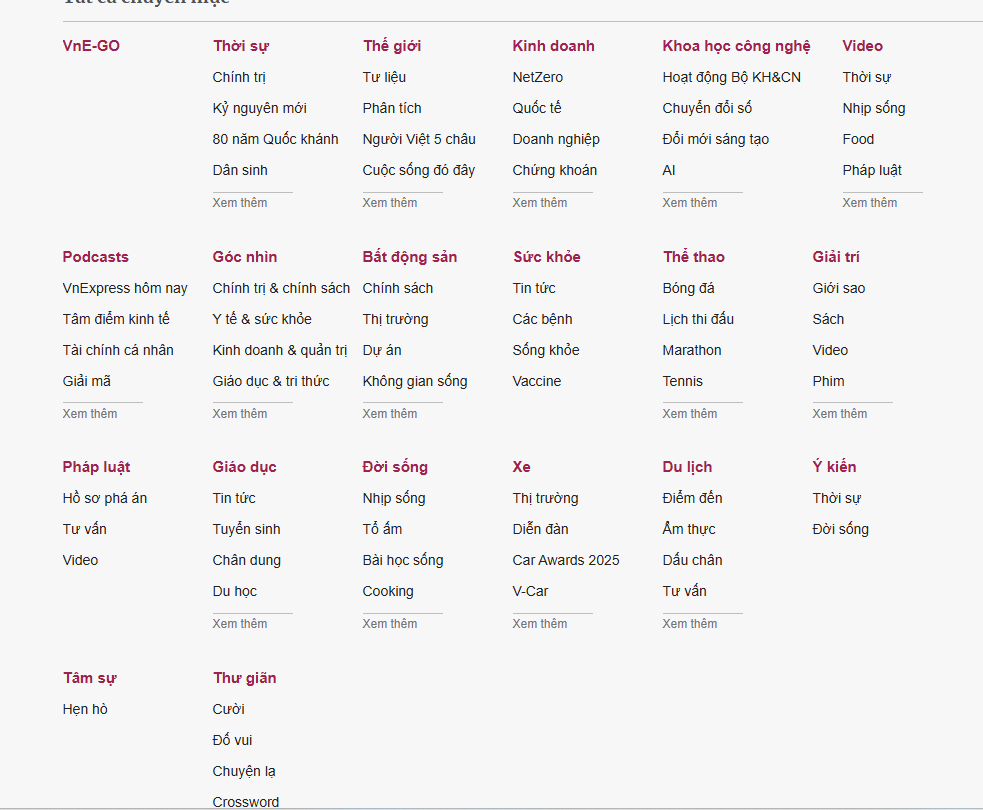 Tất cả chuyên mục
VnE-GO
Thời sự
Chính trị
Kỷ nguyên mới
80 năm Quốc khánh
Dân sinh
Xem thêm
Thế giới
Tư liệu
Phân tích
Người Việt 5 châu
Cuộc sống đó đây
Xem thêm
Kinh doanh
NetZero
Quốc tế
Doanh nghiệp
Chứng khoán
Xem thêm
Khoa học công nghệ
Hoạt động Bộ KH&CN
Chuyển đổi số
Đổi mới sáng tạo
AI
Xem thêm
Video
Thời sự
Nhịp sống
Food
Pháp luật
Xem thêm
Podcasts
VnExpress hôm nay
Tâm điểm kinh tế
Tài chính cá nhân
Giải mã
Xem thêm
Góc nhìn
Chính trị & chính sách
Y tế & sức khỏe
Kinh doanh & quản trị
Giáo dục & tri thức
Xem thêm
Bất động sản
Chính sách
Thị trường
Dự án
Không gian sống
Xem thêm
Sức khỏe
Tin tức
Các bệnh
Sống khỏe
Vaccine
Thể thao
Bóng đá
Lịch thi đấu
Marathon
Tennis
Xem thêm
Giải trí
Giới sao
Sách
Video
Phim
Xem thêm
Pháp luật
Hồ sơ phá án
Tư vấn
Video
Giáo dục
Tin tức
Tuyển sinh
Chân dung
Du học
Xem thêm
Đời sống
Nhịp sống
Tổ ấm
Bài học sống
Cooking
Xem thêm
Xe
Thị trường
Diễn đàn
Car Awards 2025
V-Car
Xem thêm
Du lịch
Điểm đến
Ẩm thực
Dấu chân
Tư vấn
Xem thêm
Ý kiến
Thời sự
Đời sống
Tâm sự
Hẹn hò
Thư giãn
Cười
Đố vui
Chuyện lạ
Crossword